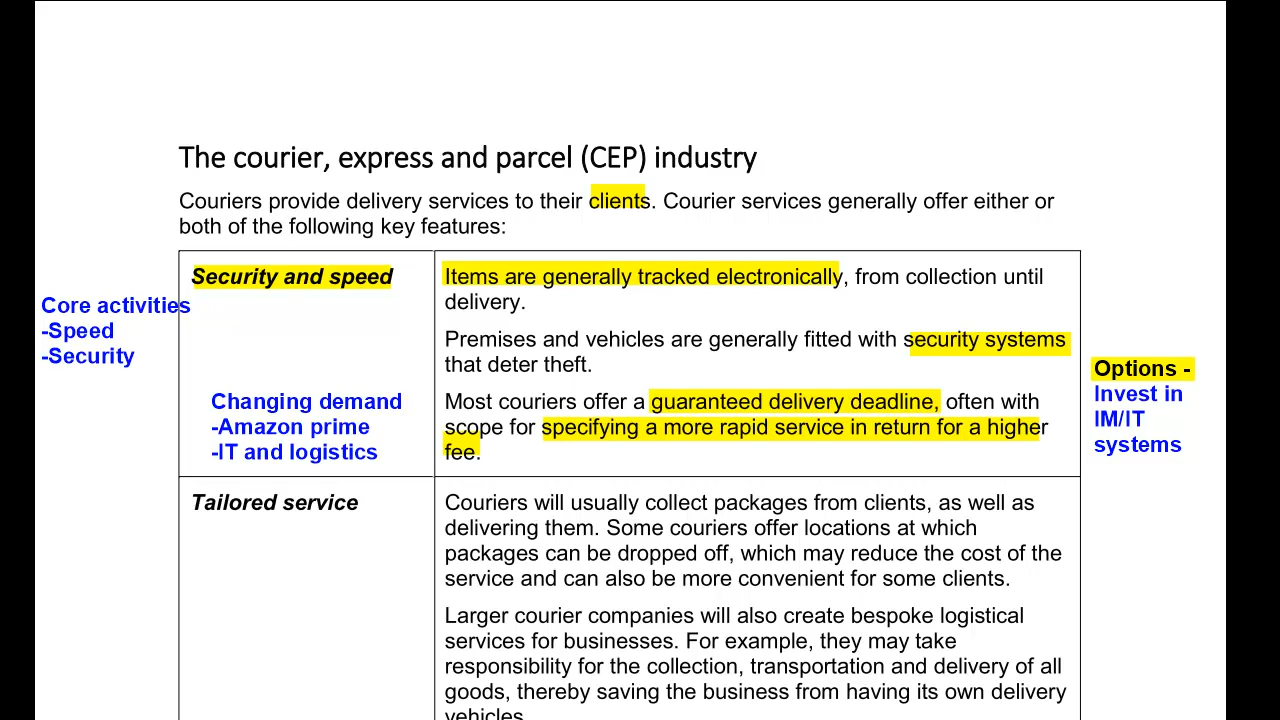 The courier, express and parcel (CEP) industry
Couriers provide delivery services to their clients. Courier services generally offer either or
both of the following key features:
Security and speed
Items are generally tracked electronically, from collection until
delivery.
Premises and vehicles are generally fitted with security systems
that deter theft.
Most couriers offer a guaranteed delivery deadline, often with
scope for specifying a more rapid service in return for a higher
fee.
Core activities
-Speed
-Security
Changing demand
-Amazon prime
-IT and logistics
Options -
Invest in
IM/IT
systems
Tailored service
Couriers will usually collect packages from clients, as well as
delivering them. Some couriers offer locations at which
packages can be dropped off, which may reduce the cost of the
service and can also be more convenient for some clients.
Larger courier companies will also create bespoke logistical
services for businesses. For example, they may take
responsibility for the collection, transportation and delivery of all
goods, thereby saving the business from having its own delivery
vehicles.